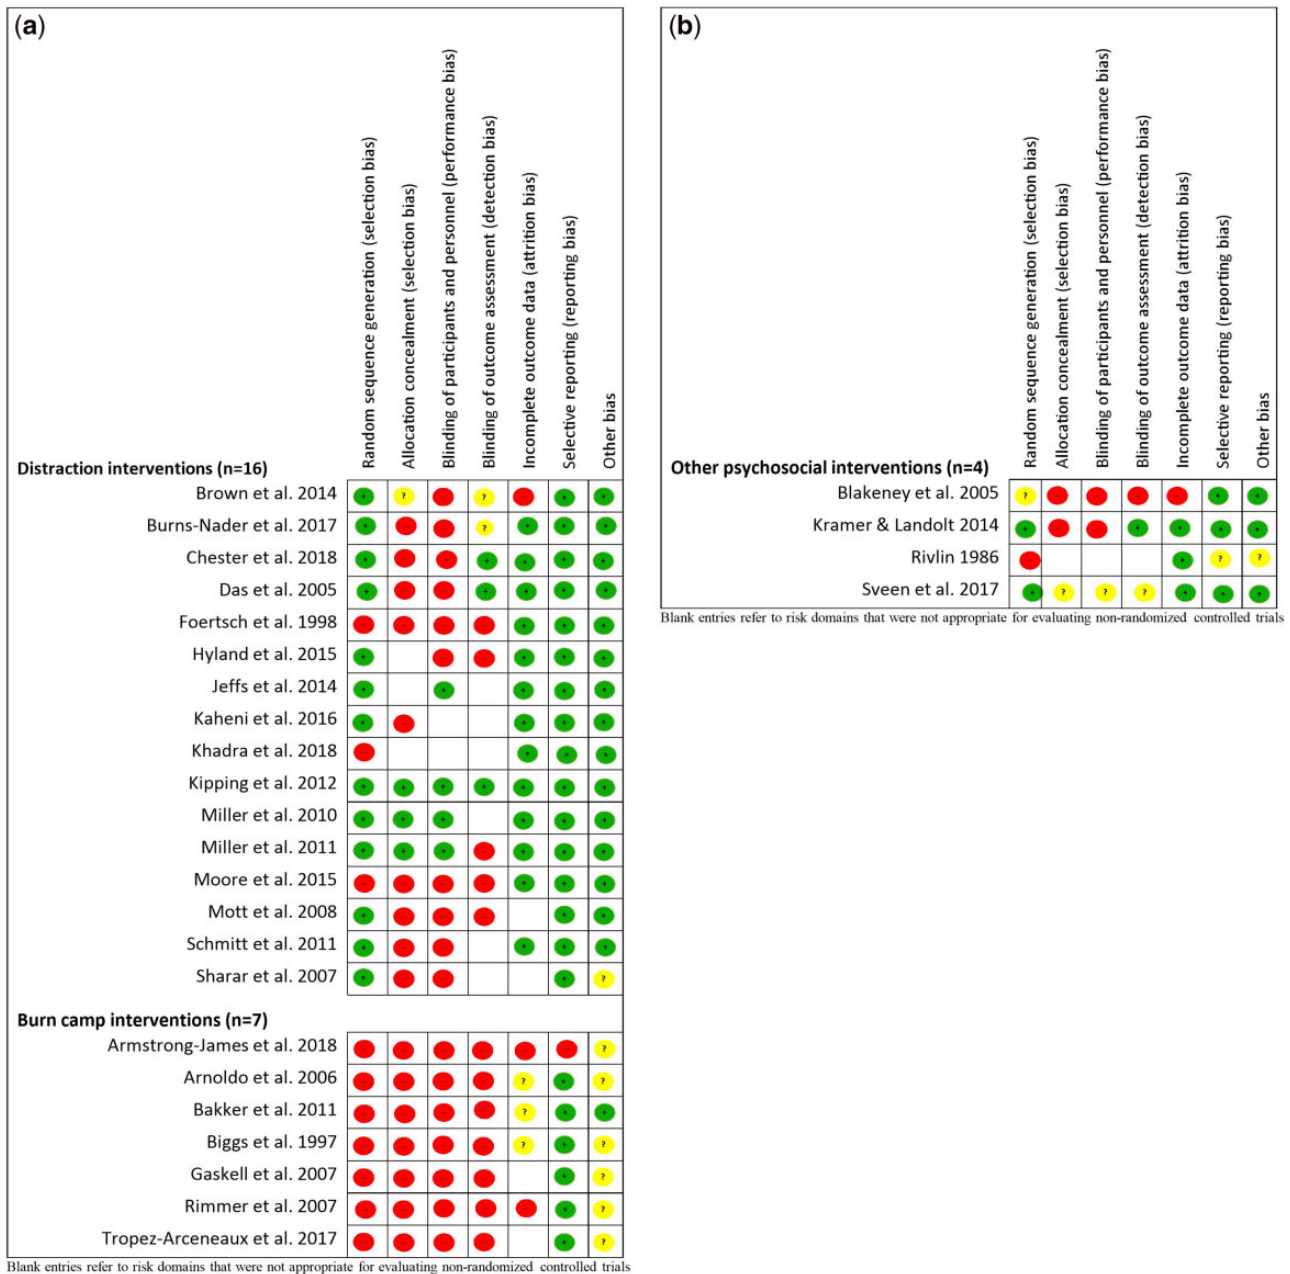 (a)
Random sequence generation (selection bias)
Allocation concealment (selection bias)
Blinding of participants and personnel (performance bias)
Blinding of outcome assessment (detection bias)
Incomplete outcome data (attrition bias)
Selective reporting (reporting bias)
Other bias
Distraction interventions (n=16)
Brown et al. 2014 + ? - ? - + +
Burns-Nader et al. 2017 + - - ? + + +
Chester et al. 2018 + - - + + + +
Das et al. 2005 + - - + + + +
Foertsch et al. 1998 - - - - + + +
Hyland et al. 2015 + - - + + +
Jeffs et al. 2014 + + + + +
Kaheni et al. 2016 + - + + +
Khadra et al. 2018 - + + +
Kipping et al. 2012 + + + + + + +
Miller et al. 2010 + + + + + +
Miller et al. 2011 + + + - + + +
Moore et al. 2015 - - - - + + +
Mott et al. 2008 + - - - + +
Schmitt et al. 2011 + - - + + +
Sharar et al. 2007 + - - + ?
Burn camp interventions (n=7)
Armstrong-James et al. 2018 - - - - - - ?
Arnoldo et al. 2006 - - - - ? + ?
Bakker et al. 2011 - - - - ? + +
Biggs et al. 1997 - - - - ? + ?
Gaskell et al. 2007 - - - - + ?
Rimmer et al. 2007 - - - - - + ?
Tropez-Arceneaux et al. 2017 - - - - + ?
Blank entries refer to risk domains that were not appropriate for evaluating non-randomized controlled trials
(b)
Random sequence generation (selection bias)
Allocation concealment (selection bias)
Blinding of participants and personnel (performance bias)
Blinding of outcome assessment (detection bias)
Incomplete outcome data (attrition bias)
Selective reporting (reporting bias)
Other bias
Other psychosocial interventions (n=4)
Blakeney et al. 2005 ? - - - - + +
Kramer & Landolt 2014 + - - + + + +
Rivlin 1986 - + ? ?
Sveen et al. 2017 + ? ? ? + + +
Blank entries refer to risk domains that were not appropriate for evaluating non-randomized controlled trials